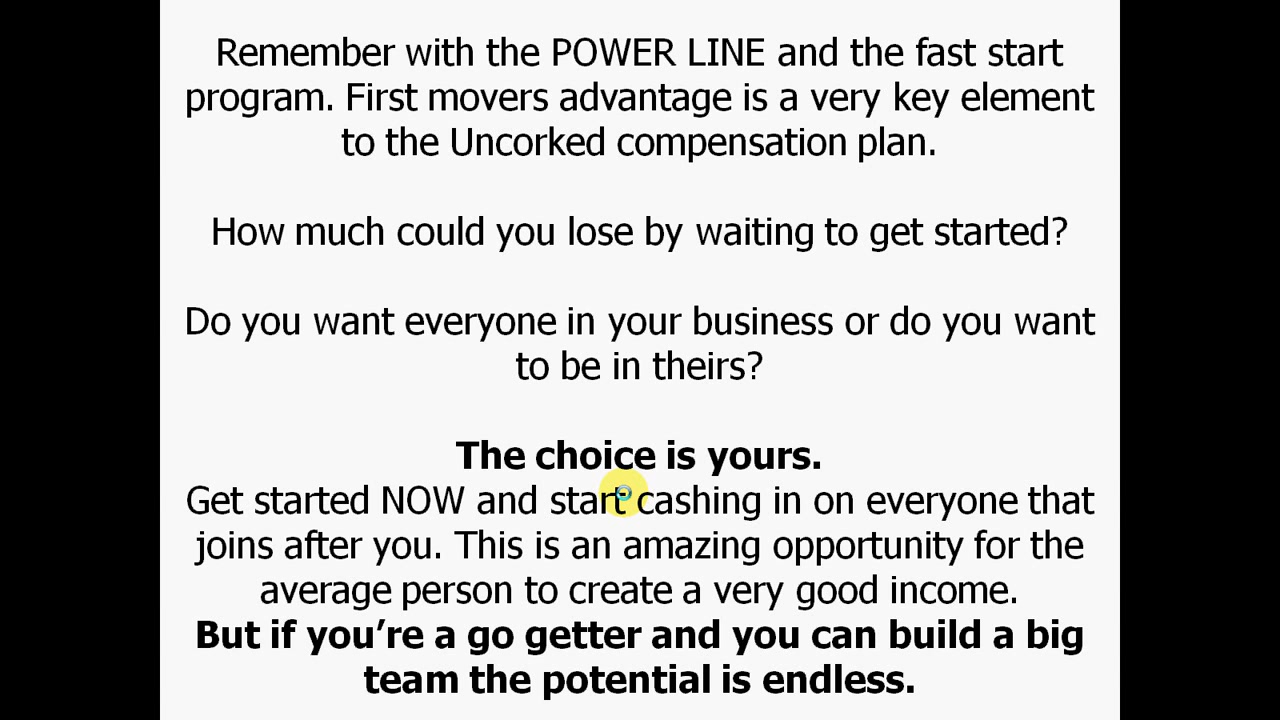 Remember with the POWER LINE and the fast start
program. First movers advantage is a very key element
to the Uncorked compensation plan.
How much could you lose by waiting to get started?
Do you want everyone in your business or do you want
to be in theirs?
The choice is yours.
Get started NOW and start cashing in on everyone that
joins after you. This is an amazing opportunity for the
average person to create a very good income.
But if you’re a go getter and you can build a big
team the potential is endless.